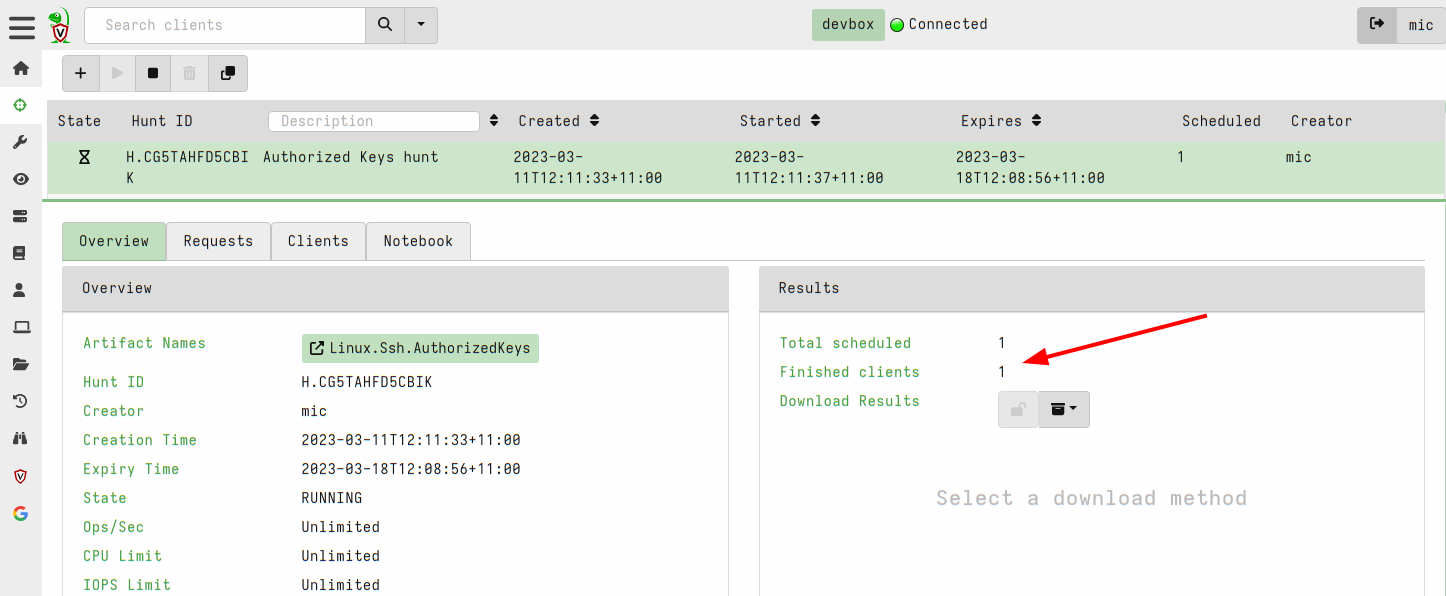 Search clients
devbox
Connected
mic
State
Hunt ID
Description
Created
Started
Expires
Scheduled
Creator
H.CG5TAHFD5CBI
K
Authorized Keys hunt
2023-03-
11T12:11:33+11:00
2023-03-
11T12:11:37+11:00
2023-03-
18T12:08:56+11:00
1
mic
Overview
Requests
Clients
Notebook
Overview
Artifact Names
Linux.Ssh.AuthorizedKeys
Hunt ID
H.CG5TAHFD5CBIK
Creator
mic
Creation Time
2023-03-11T12:11:33+11:00
Expiry Time
2023-03-18T12:08:56+11:00
State
RUNNING
Ops/Sec
Unlimited
CPU Limit
Unlimited
IOPS Limit
Unlimited
Results
Total scheduled
1
Finished clients
1
Download Results
Select a download method